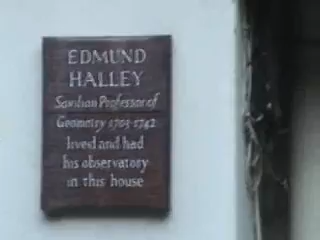 EDMUND
HALLEY
Savilian Professor of
Geometry 1703-1742
lived and had
his observatory
in this house